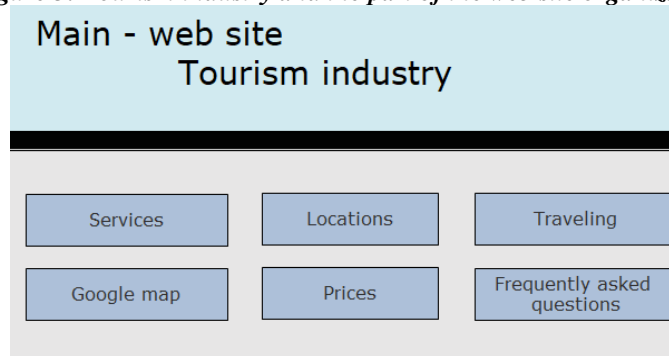 Main - web site
Tourism industry
Services
Locations
Traveling
Google map
Prices
Frequently asked
questions